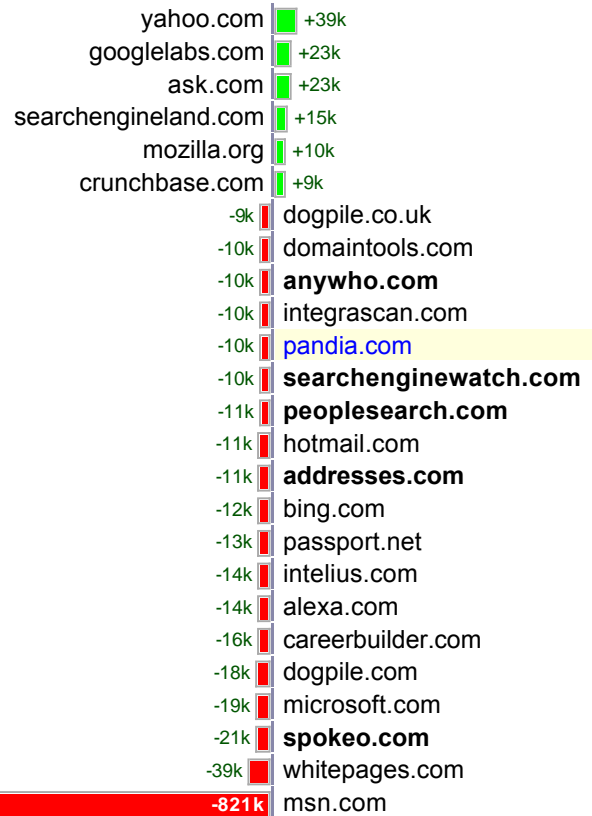 yahoo.com +39k
googlelabs.com +23k
ask.com +23k
searchengineland.com +15k
mozilla.org +10k
crunchbase.com +9k
-9k dogpile.co.uk
-10k domaintools.com
-10k anywho.com
-10k integrascan.com
-10k pandia.com
-10k searchenginewatch.com
-11k peoplesearch.com
-11k hotmail.com
-11k addresses.com
-12k bing.com
-13k passport.net
-14k intelius.com
-14k alexa.com
-16k careerbuilder.com
-18k dogpile.com
-19k microsoft.com
-21k spokeo.com
-39k whitepages.com
-821k msn.com